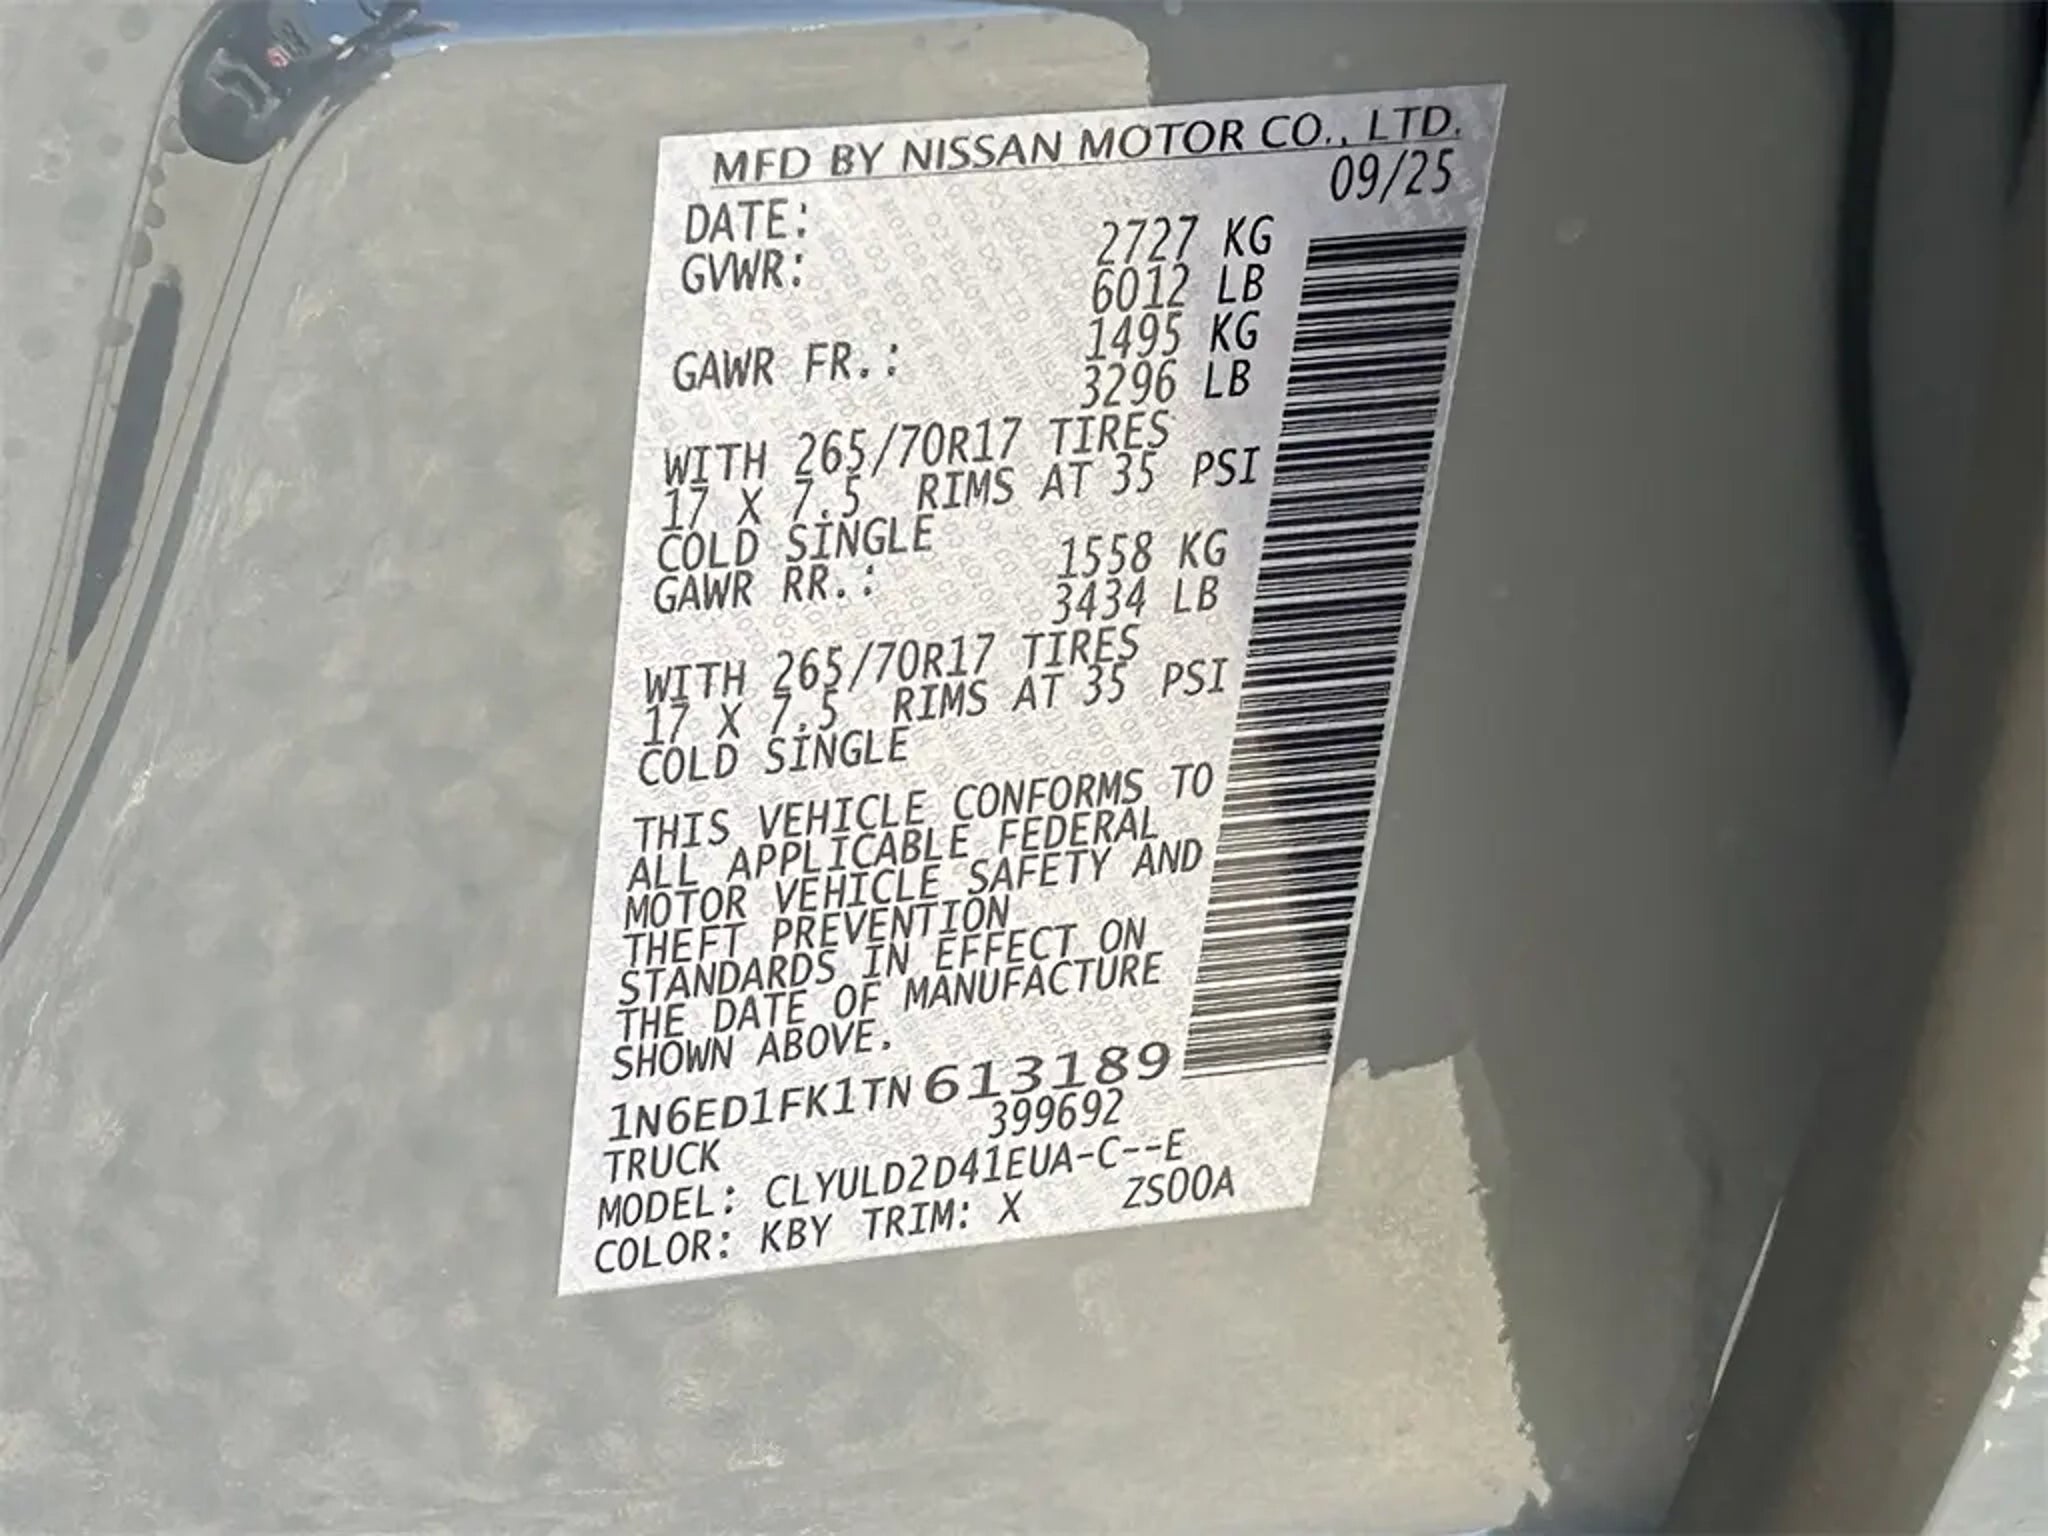 MFD BY NISSAN MOTOR CO., LTD.
DATE: 09/25
GVWR: 2727 KG
6012 LB
GAWR FR.: 1495 KG
3296 LB
WITH 265/70R17 TIRES
17 X 7.5 RIMS AT 35 PSI
COLD SINGLE
GAWR RR.: 1558 KG
3434 LB
WITH 265/70R17 TIRES
17 X 7.5 RIMS AT 35 PSI
COLD SINGLE
THIS VEHICLE CONFORMS TO
ALL APPLICABLE FEDERAL
MOTOR VEHICLE SAFETY AND
THEFT PREVENTION
STANDARDS IN EFFECT ON
THE DATE OF MANUFACTURE
SHOWN ABOVE.
1N6ED1FK1TN613189
TRUCK 399692
MODEL: CLYULD2D41EUA-C--E
COLOR: KBY TRIM: X ZS00A